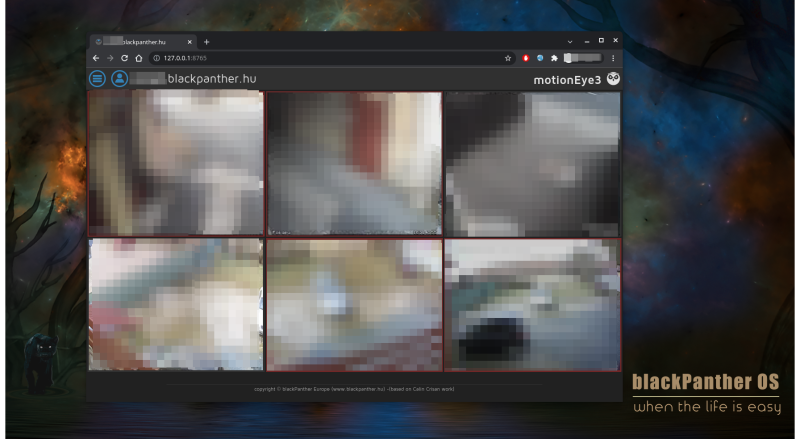 blackpanther.hu
127.0.0.1:8765
blackpanther.hu
motionEye3
copyright © blackPanther Europe (www.blackpanther.hu) -(based on Calin Crisan work)
blackPanther OS
when the life is easy